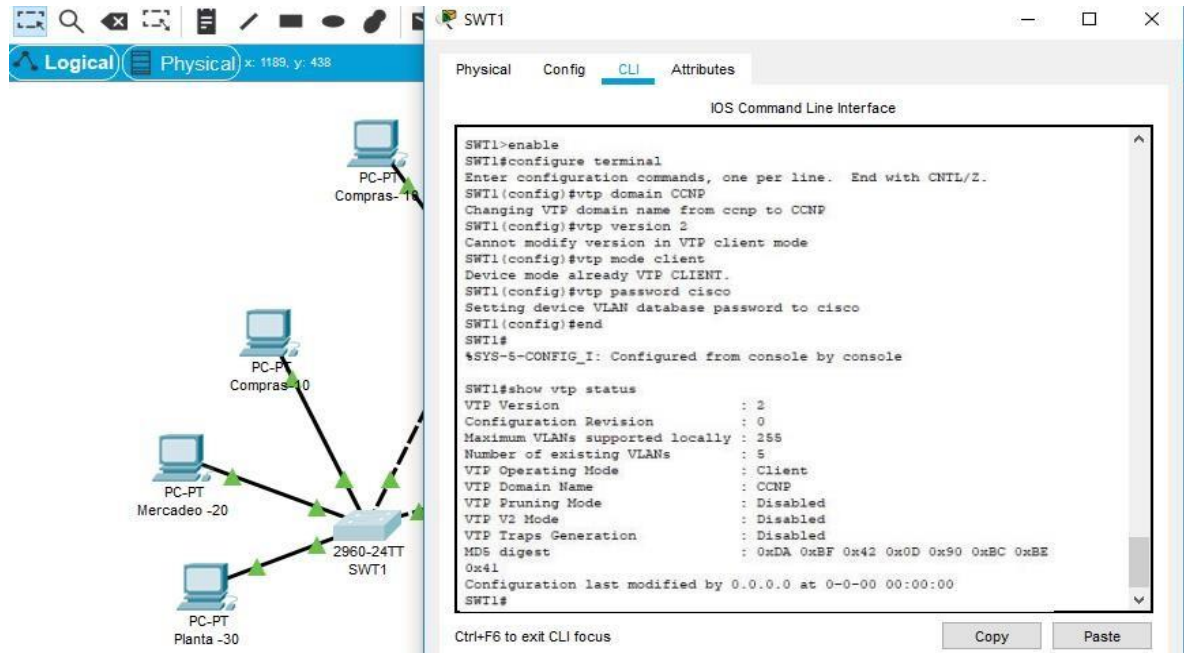 SWT1
Logical
Physical
x: 1189, y: 438
Physical Config CLI Attributes
IOS Command Line Interface
SWT1>enable
SWT1#configure terminal
Enter configuration commands, one per line. End with CNTL/Z.
SWT1(config)#vtp domain CCNP
Changing VTP domain name from ccnp to CCNP
SWT1(config)#vtp version 2
Cannot modify version in VTP client mode
SWT1(config)#vtp mode client
Device mode already VTP CLIENT.
SWT1(config)#vtp password cisco
Setting device VLAN database password to cisco
SWT1(config)#end
SWT1#
%SYS-5-CONFIG_I: Configured from console by console
SWT1#show vtp status
VTP Version : 2
Configuration Revision : 0
Maximum VLANs supported locally : 255
Number of existing VLANs : 5
VTP Operating Mode : Client
VTP Domain Name : CCNP
VTP Pruning Mode : Disabled
VTP V2 Mode : Disabled
VTP Traps Generation : Disabled
MD5 digest : 0xDA 0xBF 0x42 0x0D 0x90 0xBC 0xBE
0x41
Configuration last modified by 0.0.0.0 at 0-0-00 00:00:00
SWT1#
Ctrl+F6 to exit CLI focus
Copy
Paste
PC-PT
Compras-
PC-PT
Compras-10
PC-PT
Mercadeo -20
2960-24TT
SWT1
PC-PT
Planta -30